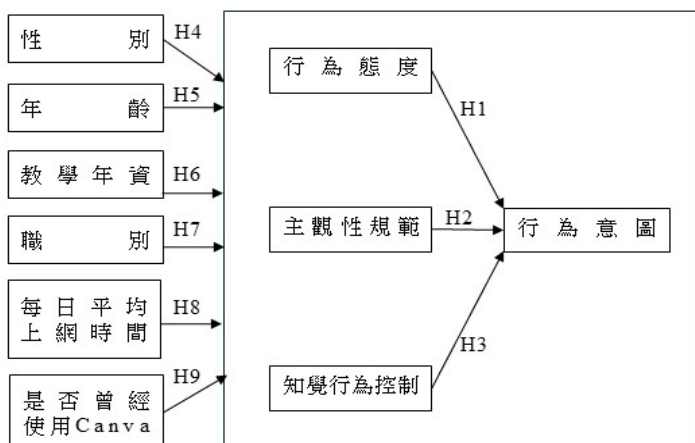 性別
H4
年齡
H5
教學年資
H6
職別
H7
每日平均
上網時間
H8
是否曾經
使用Canva
H9
行為態度
H1
主觀性規範
H2
行為意圖
知覺行為控制
H3